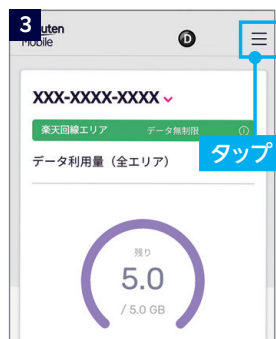 3
uten
Mobile
D
XXX-XXXX-XXXX
楽天回線エリア データ無制限
タップ
データ利用量（全エリア）
残り
5.0
/ 5.0 GB